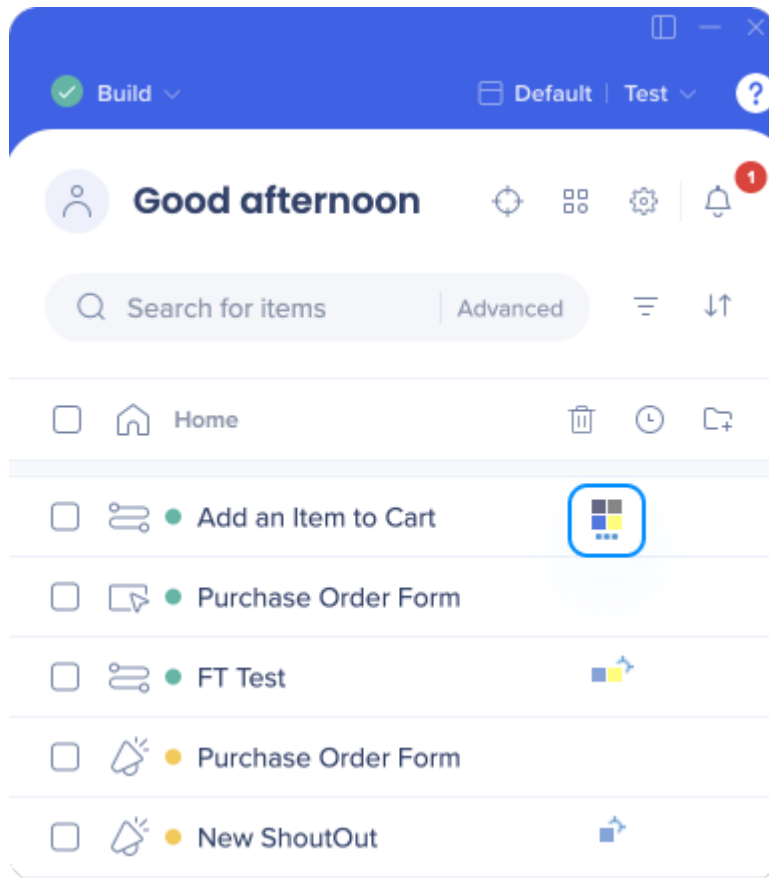 Build
Default | Test
?
Good afternoon
1
Search for items
Advanced
Home
Add an Item to Cart
Purchase Order Form
FT Test
Purchase Order Form
New ShoutOut